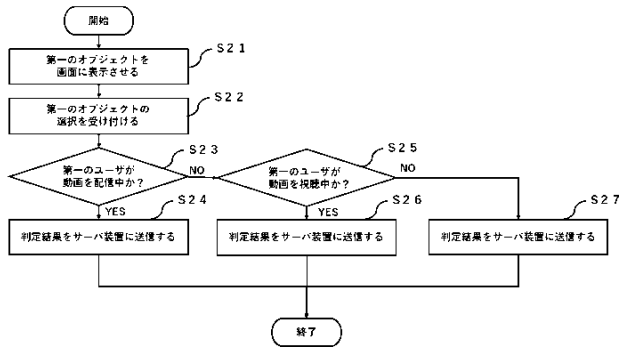 開始
S21
第一のオブジェクトを
画面に表示させる
S22
第一のオブジェクトの
選択を受け付ける
S23
第一のユーザが
動画を配信中か？
NO
S25
第一のユーザが
動画を視聴中か？
NO
YES
S24
判定結果をサーバ装置に送信する
YES
S26
判定結果をサーバ装置に送信する
S27
判定結果をサーバ装置に送信する
終了